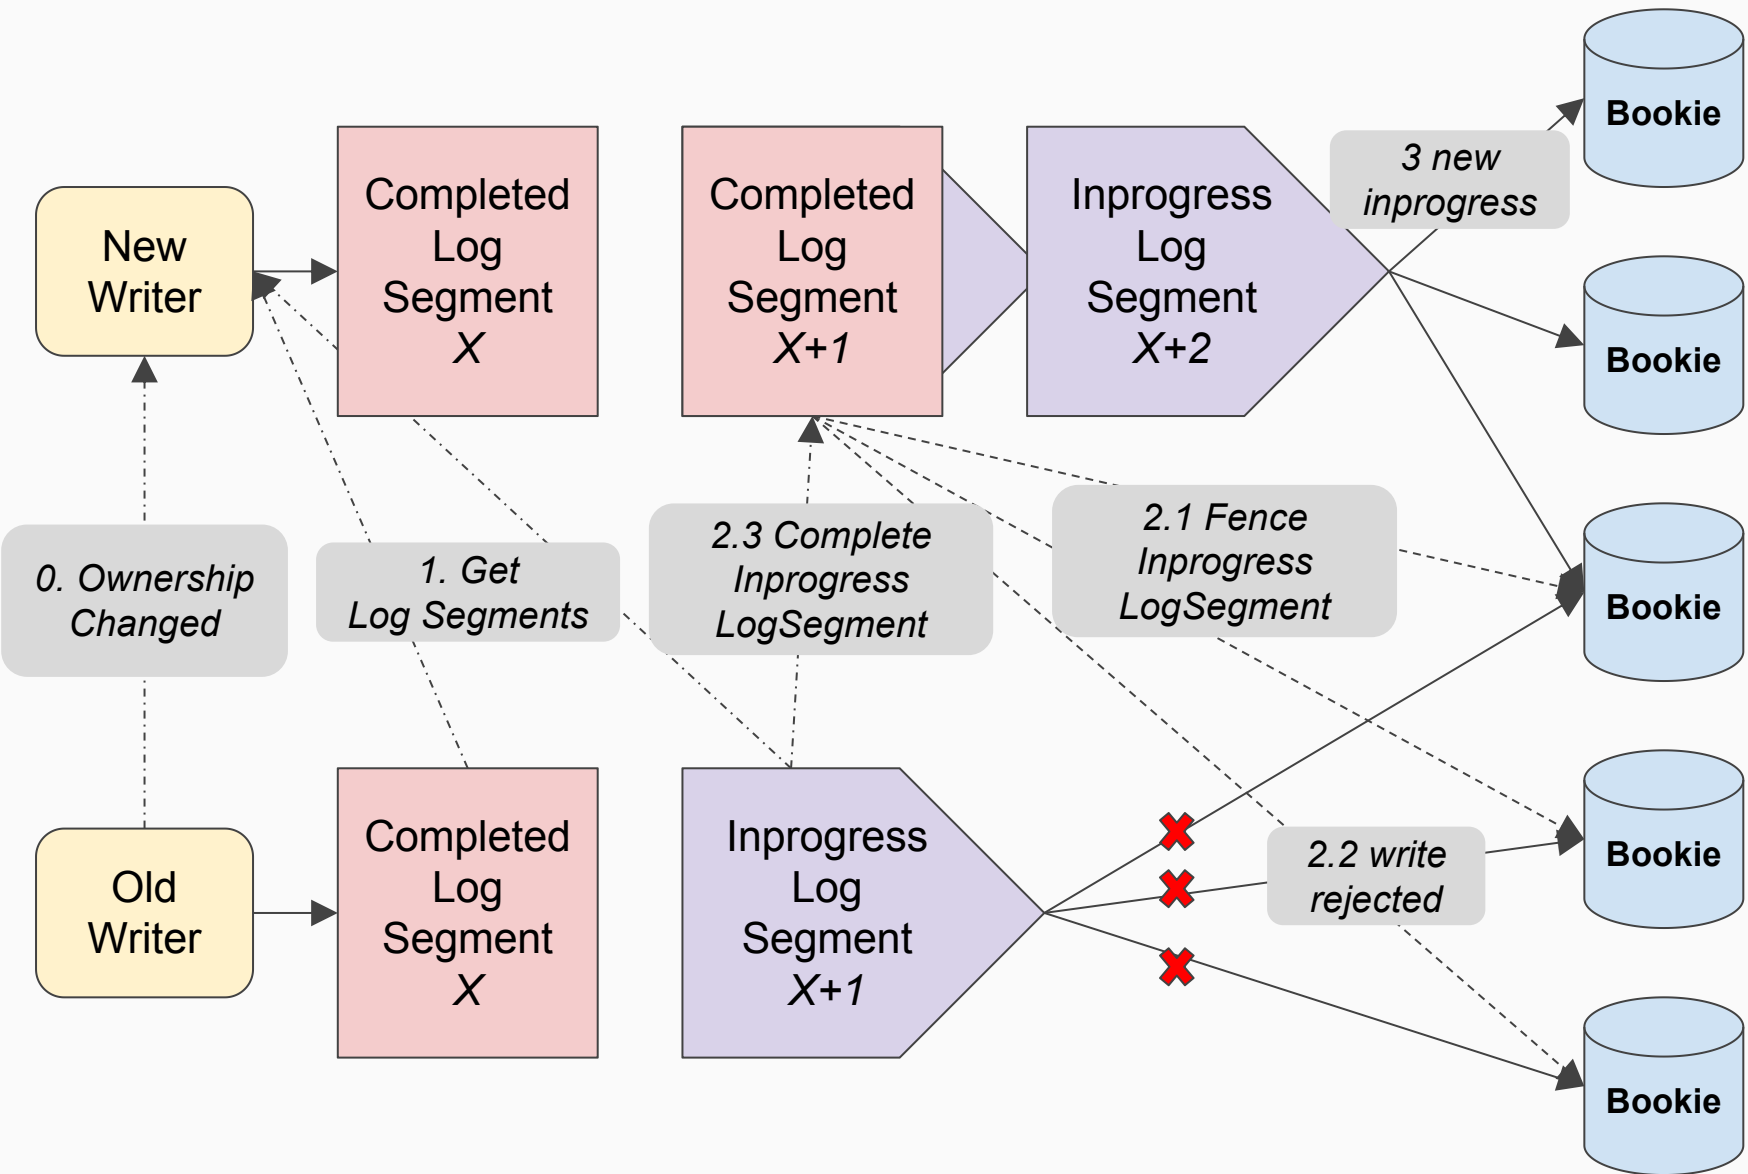 Bookie
3 new
inprogress
New
Writer
Completed
Log
Segment
X
Completed
Log
Segment
X+1
Inprogress
Log
Segment
X+2
Bookie
0. Ownership
Changed
1. Get
Log Segments
2.3 Complete
Inprogress
LogSegment
2.1 Fence
Inprogress
LogSegment
Bookie
Old
Writer
Completed
Log
Segment
X
Inprogress
Log
Segment
X+1
2.2 write
rejected
Bookie
Bookie